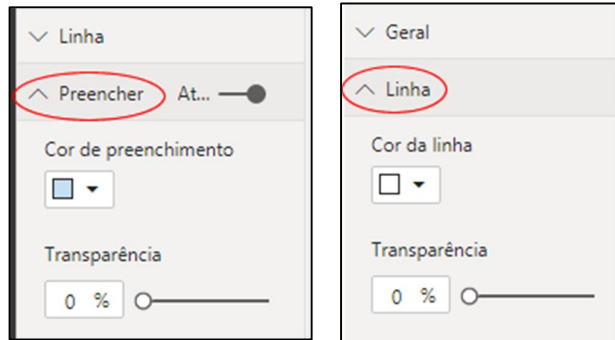 Linha
Preencher At...
Cor de preenchimento
Transparência
0 %
Geral
Linha
Cor da linha
Transparência
0 %